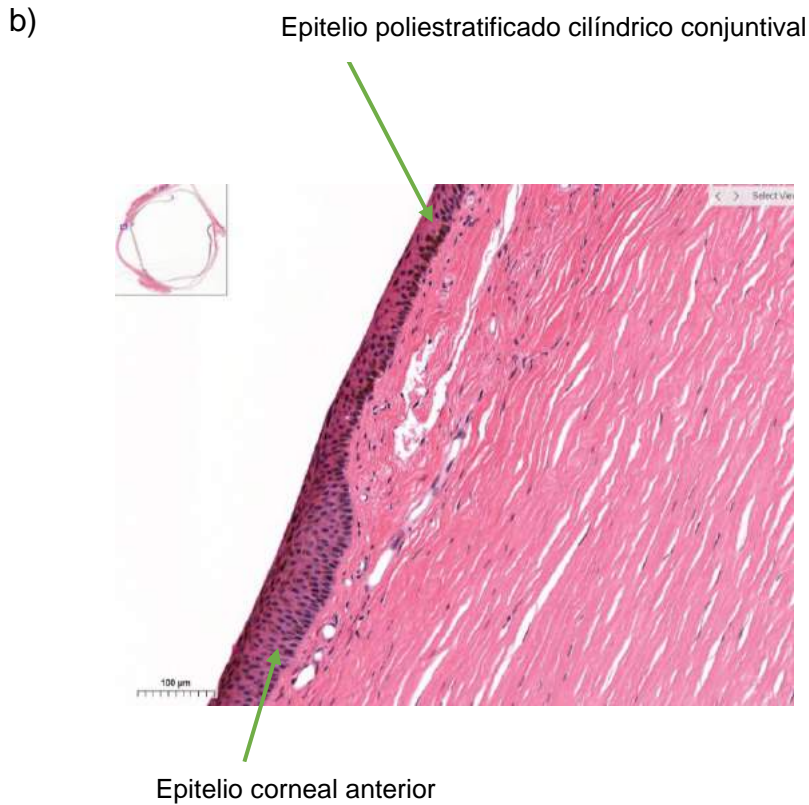 b)
Epitelio poliestratificado cilíndrico conjuntival
< > Select View
100 µm
Epitelio corneal anterior